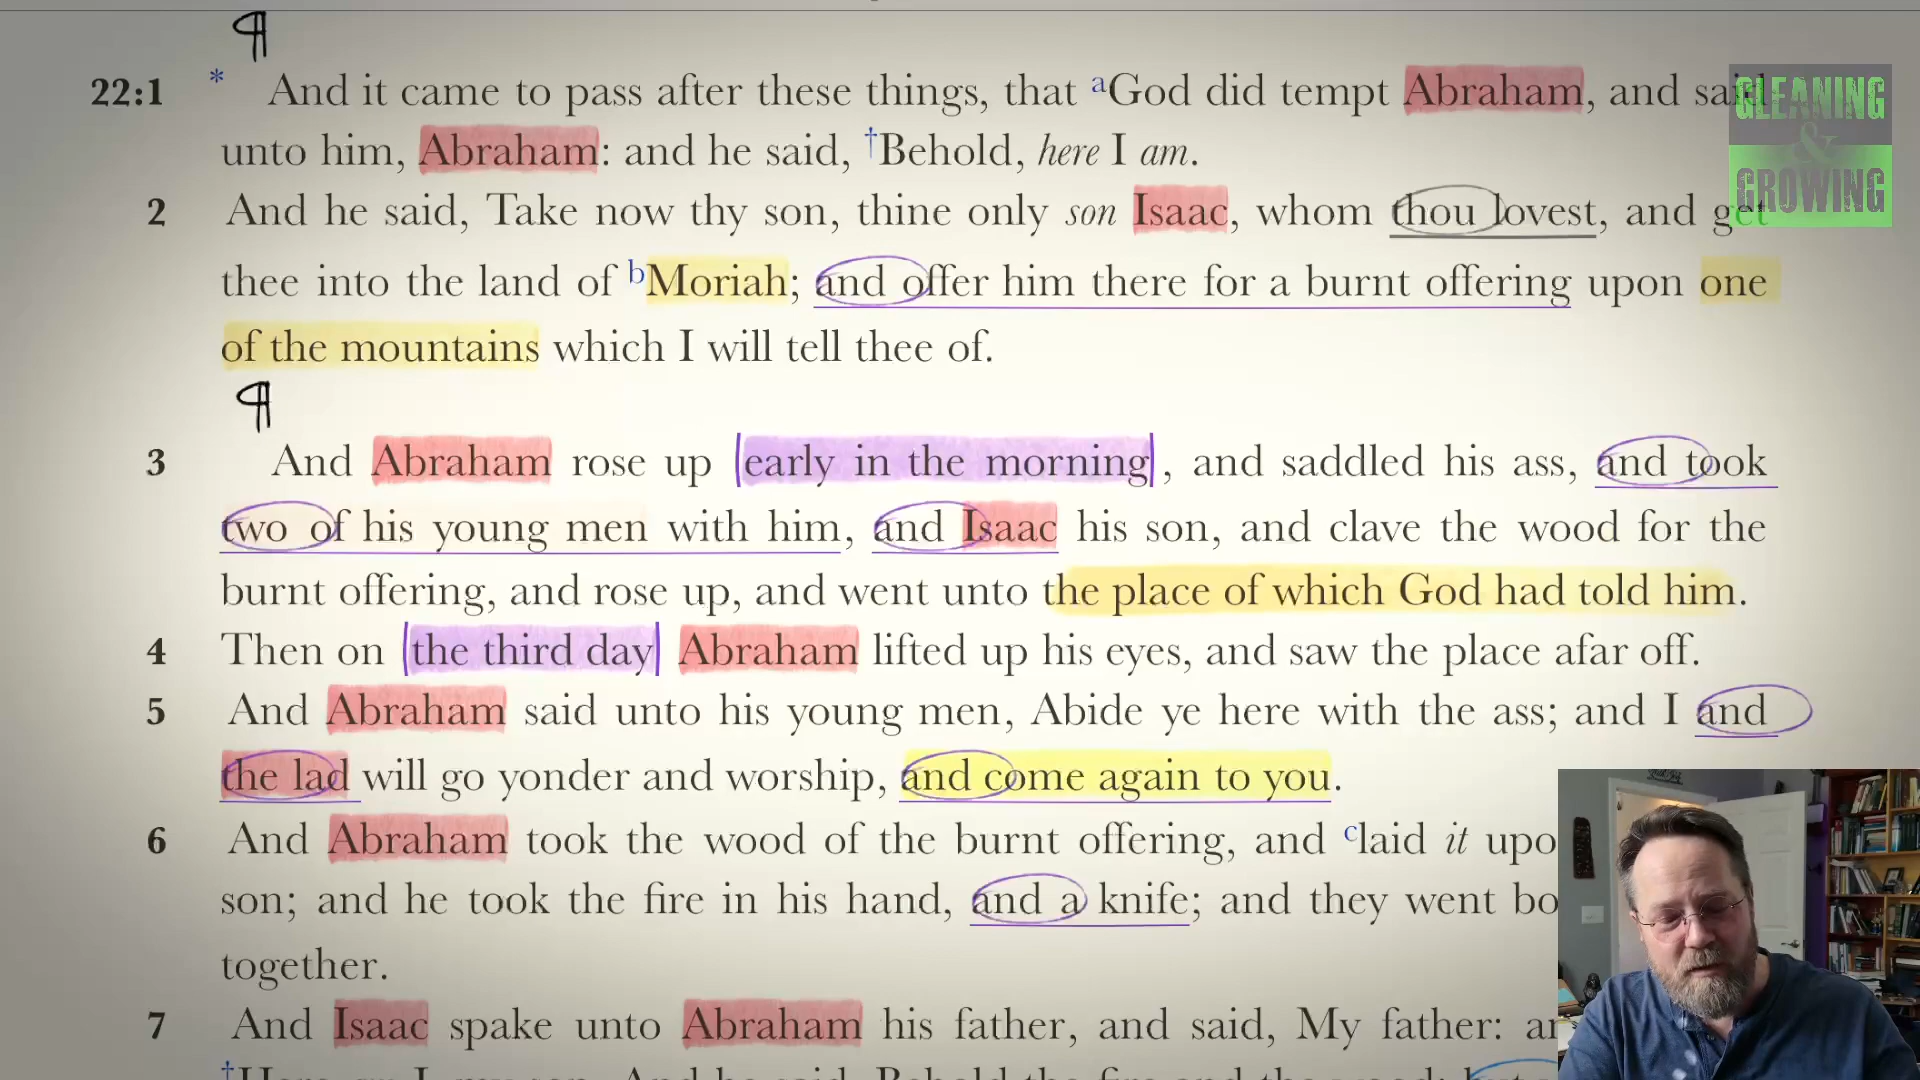 ¶
22:1 * And it came to pass after these things, that ᵃGod did tempt Abraham, and said
unto him, Abraham: and he said, †Behold, here I am.
2 And he said, Take now thy son, thine only son Isaac, whom thou lovest, and get
thee into the land of ᵇMoriah; and offer him there for a burnt offering upon one
of the mountains which I will tell thee of.
¶
3 And Abraham rose up early in the morning, and saddled his ass, and took
two of his young men with him, and Isaac his son, and clave the wood for the
burnt offering, and rose up, and went unto the place of which God had told him.
4 Then on the third day Abraham lifted up his eyes, and saw the place afar off.
5 And Abraham said unto his young men, Abide ye here with the ass; and I and
the lad will go yonder and worship, and come again to you.
6 And Abraham took the wood of the burnt offering, and ᶜlaid it upo
son; and he took the fire in his hand, and a knife; and they went bo
together.
7 And Isaac spake unto Abraham his father, and said, My father: a
GLEANING
&
GROWING